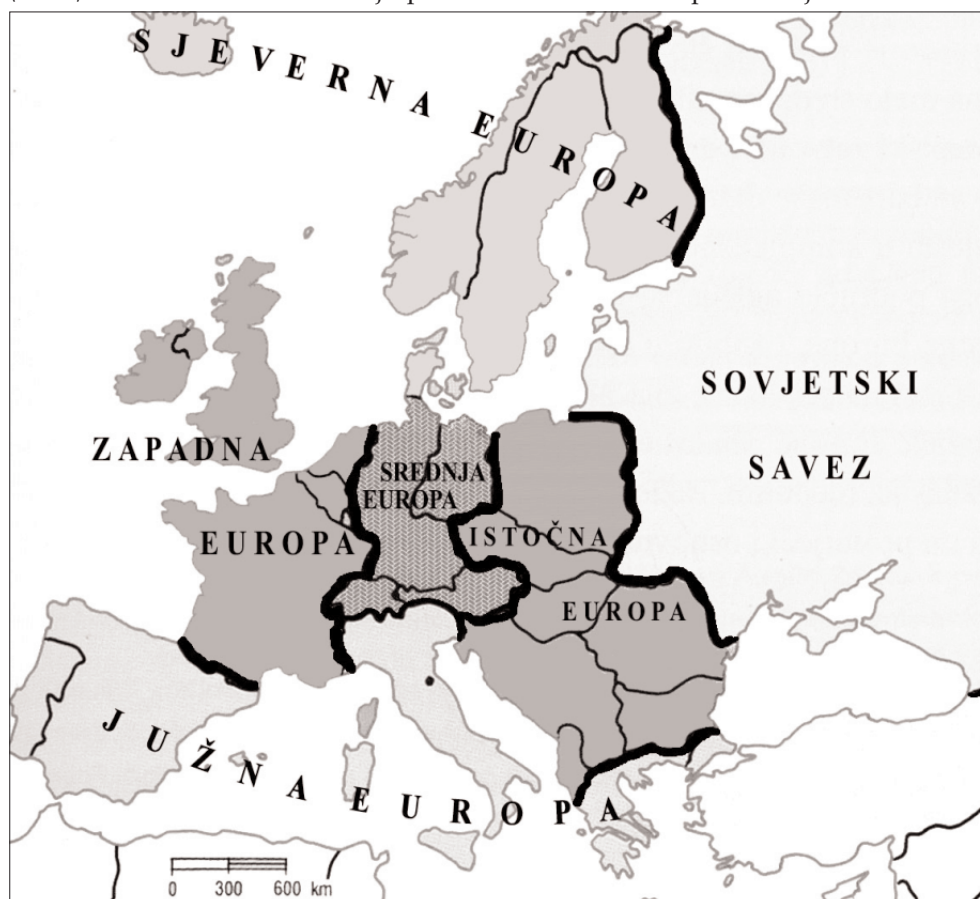 SJEVERNA EUROPA
SOVJETSKI
SAVEZ
ZAPADNA
EUROPA
SREDNJA
EUROPA
ISTOČNA
EUROPA
JUŽNA EUROPA
0 300 600 km